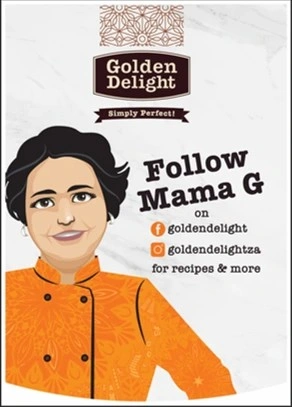 Golden
Delight
Simply Perfect!
Follow
Mama G
on
goldendelight
goldendelightza
for recipes & more